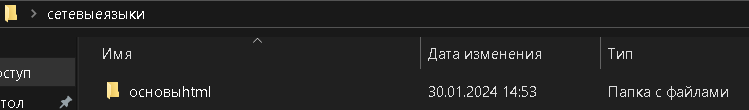 сетевыеязыки
Имя Дата изменения Тип
оступ
основыhtml 30.01.2024 14:53 Папка с файлами
тол